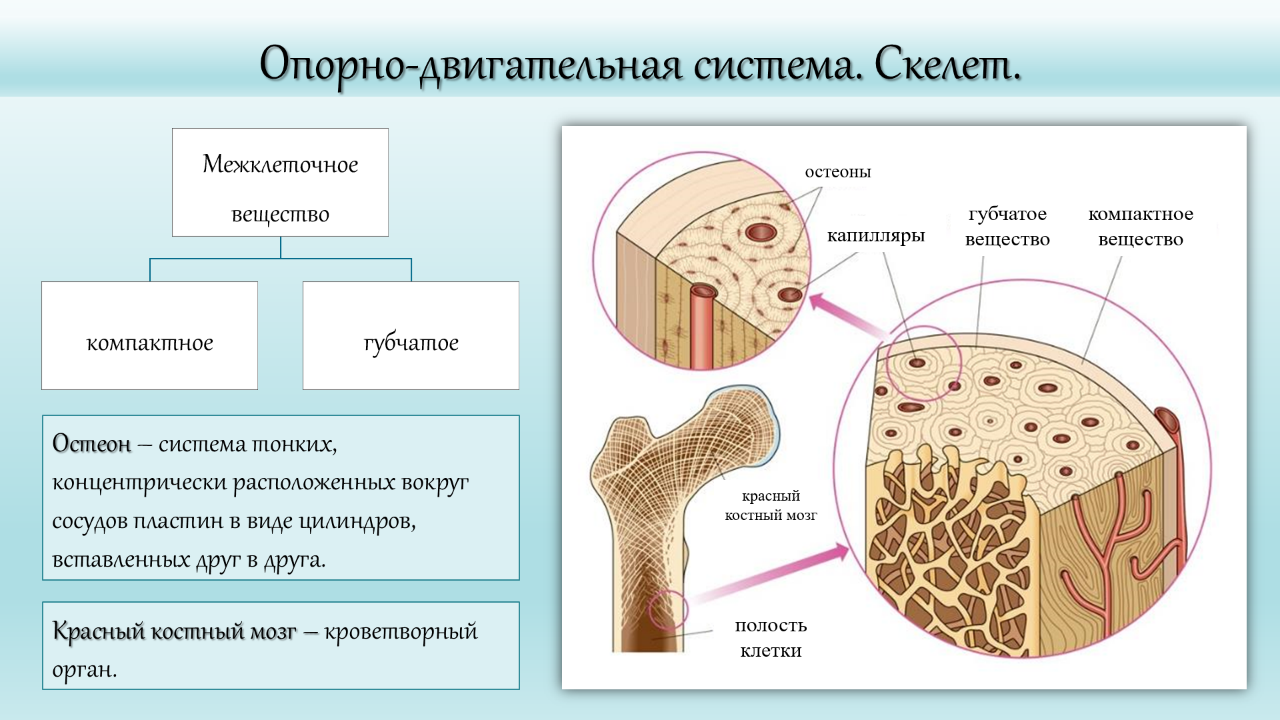 Опорно-двигательная система. Скелет.
Межклеточное
вещество
компактное
губчатое
Остеон – система тонких,
концентрически расположенных вокруг
сосудов пластин в виде цилиндров,
вставленных друг в друга.
Красный костный мозг – кроветворный
орган.
остеоны
капилляры
губчатое
вещество
компактное
вещество
красный
костный мозг
полость
клетки